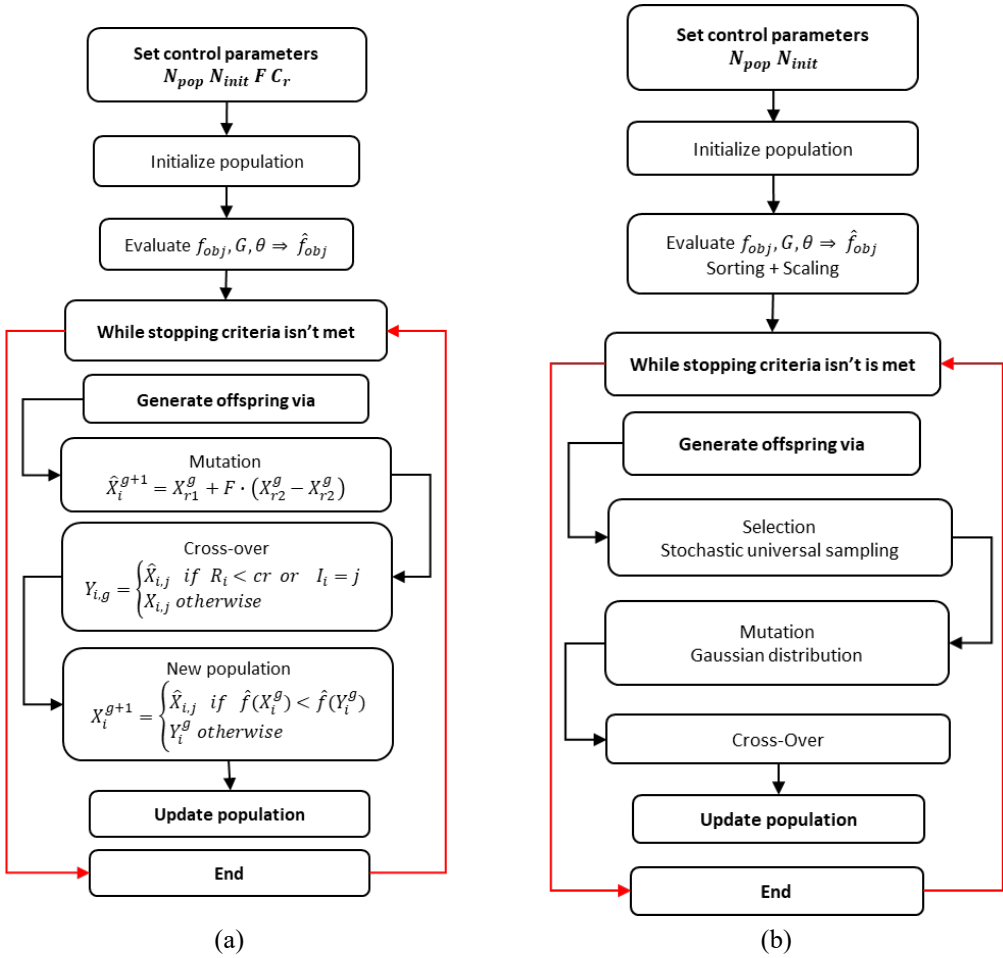 Set control parameters
N_pop N_init F C_r
Initialize population
Evaluate f_obj, G, θ ⇒ f̂_obj
While stopping criteria isn't met
Generate offspring via
Mutation
X̂_i^{g+1} = X_{r1}^g + F · (X_{r2}^g − X_{r2}^g)
Cross-over
Y_{i,g} = { X̂_{i,j} if R_i < cr or I_i = j
X_{i,j} otherwise
New population
X_i^{g+1} = { X̂_{i,j} if f̂(X_i^g) < f̂(Y_i^g)
Y_i^g otherwise
Update population
End
(a)
Set control parameters
N_pop N_init
Initialize population
Evaluate f_obj, G, θ ⇒ f̂_obj
Sorting + Scaling
While stopping criteria isn't is met
Generate offspring via
Selection
Stochastic universal sampling
Mutation
Gaussian distribution
Cross-Over
Update population
End
(b)